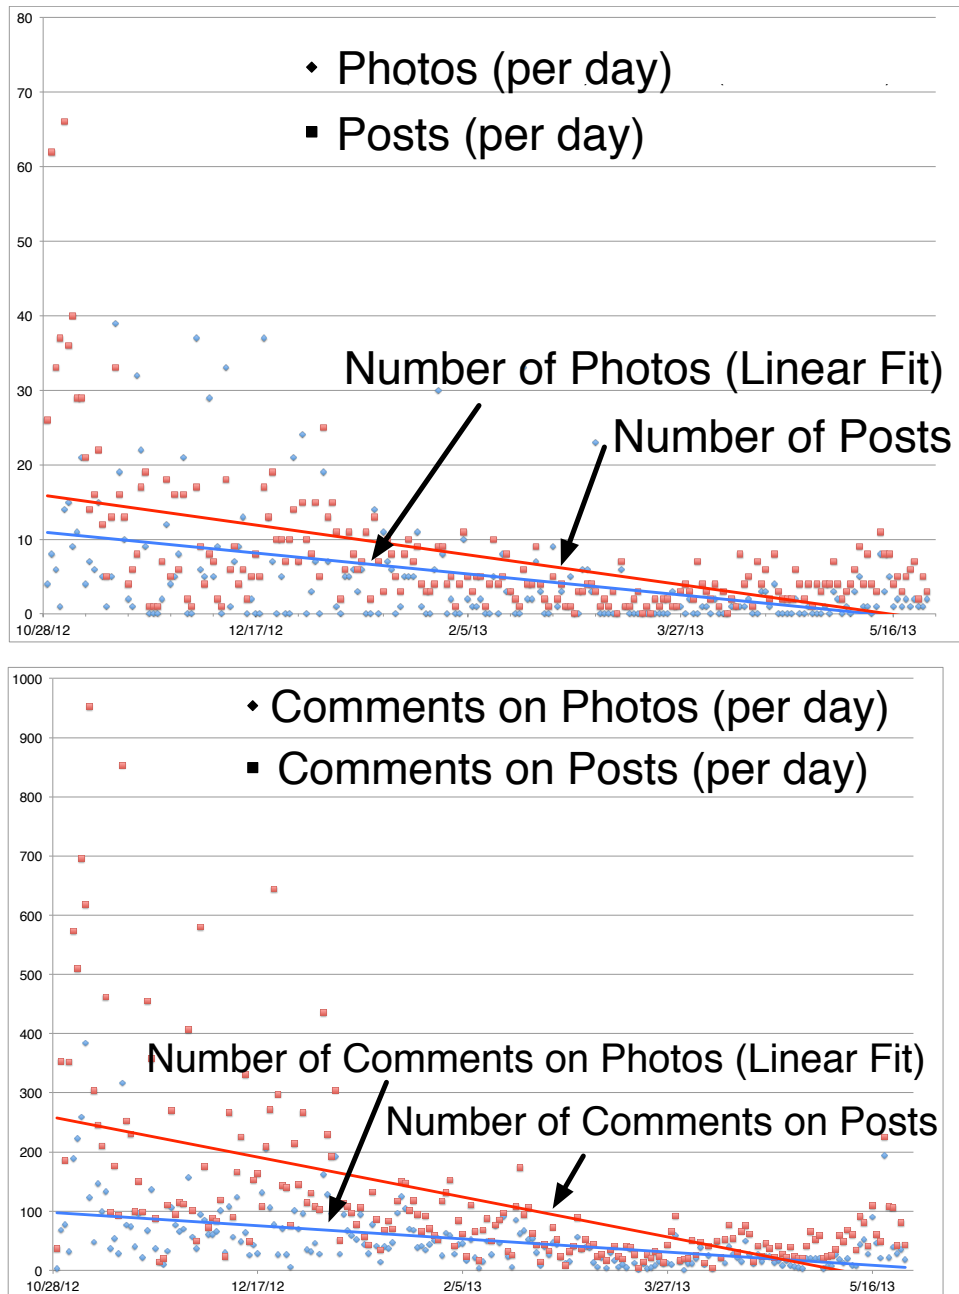 80
◆ Photos (per day)
70
■ Posts (per day)
60
50
40
Number of Photos (Linear Fit)
30
Number of Posts
20
10
0
10/28/12 12/17/12 2/5/13 3/27/13 5/16/13
1000
◆ Comments on Photos (per day)
900
■ Comments on Posts (per day)
800
700
600
500
400
Number of Comments on Photos (Linear Fit)
300
Number of Comments on Posts
200
100
0
10/28/12 12/17/12 2/5/13 3/27/13 5/16/13